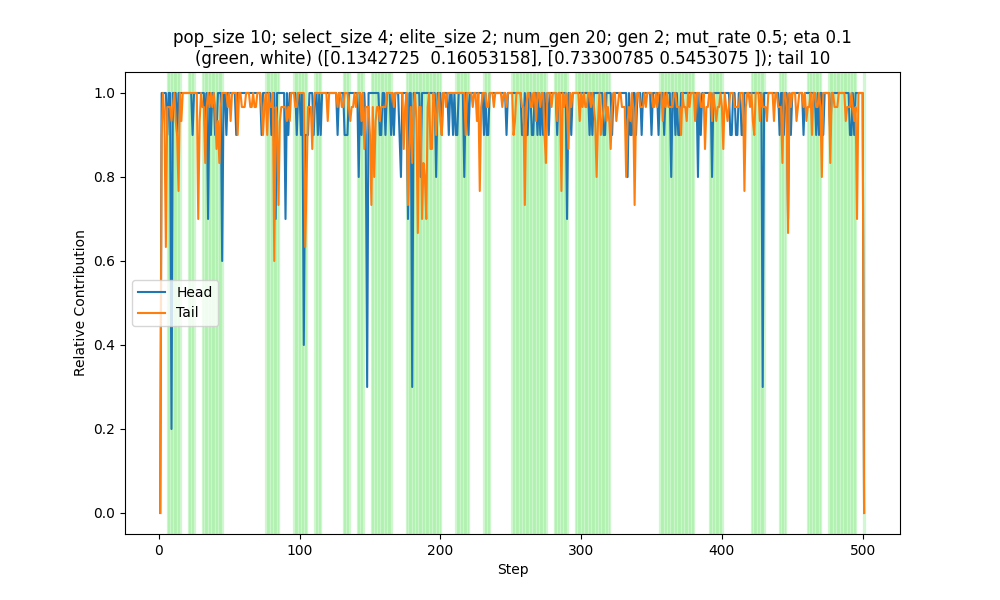 pop_size 10; select_size 4; elite_size 2; num_gen 20; gen 2; mut_rate 0.5; eta 0.1
(green, white) ([0.1342725  0.16053158], [0.73300785 0.5453075 ]); tail 10
1.0
0.8
0.6
0.4
0.2
0.0
Relative Contribution
Head
Tail
0
100
200
300
400
500
Step